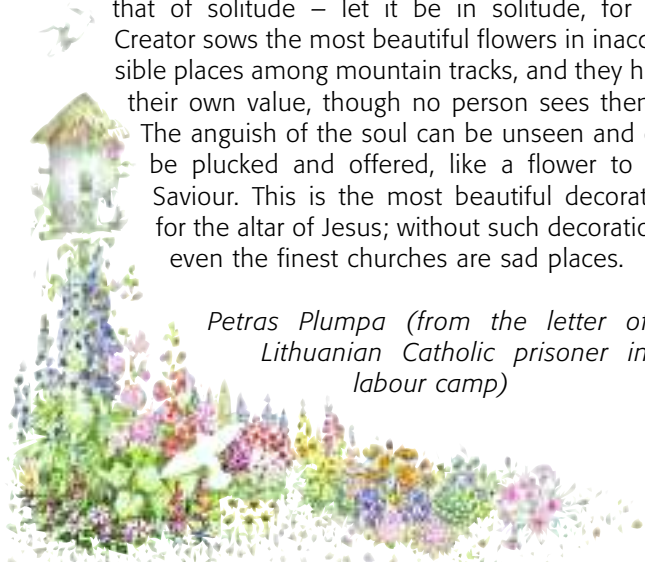 that of solitude – let it be in solitude, for
Creator sows the most beautiful flowers in inacc
sible places among mountain tracks, and they h
their own value, though no person sees them
The anguish of the soul can be unseen and
be plucked and offered, like a flower to
Saviour. This is the most beautiful decorat
for the altar of Jesus; without such decoratio
even the finest churches are sad places.
Petras Plumpa (from the letter of
Lithuanian Catholic prisoner in
labour camp)